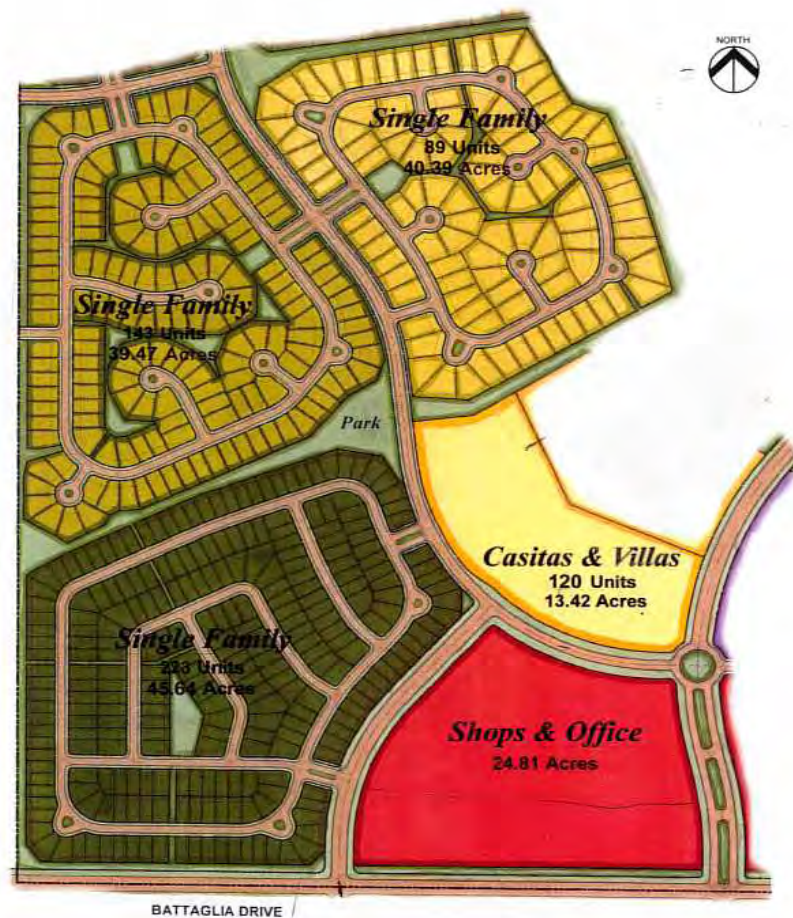 NORTH
Single Family
89 Units
40.39 Acres
Single Family
143 Units
39.47 Acres
Park
Casitas & Villas
120 Units
13.42 Acres
Single Family
223 Units
45.64 Acres
Shops & Office
24.81 Acres
BATTAGLIA DRIVE